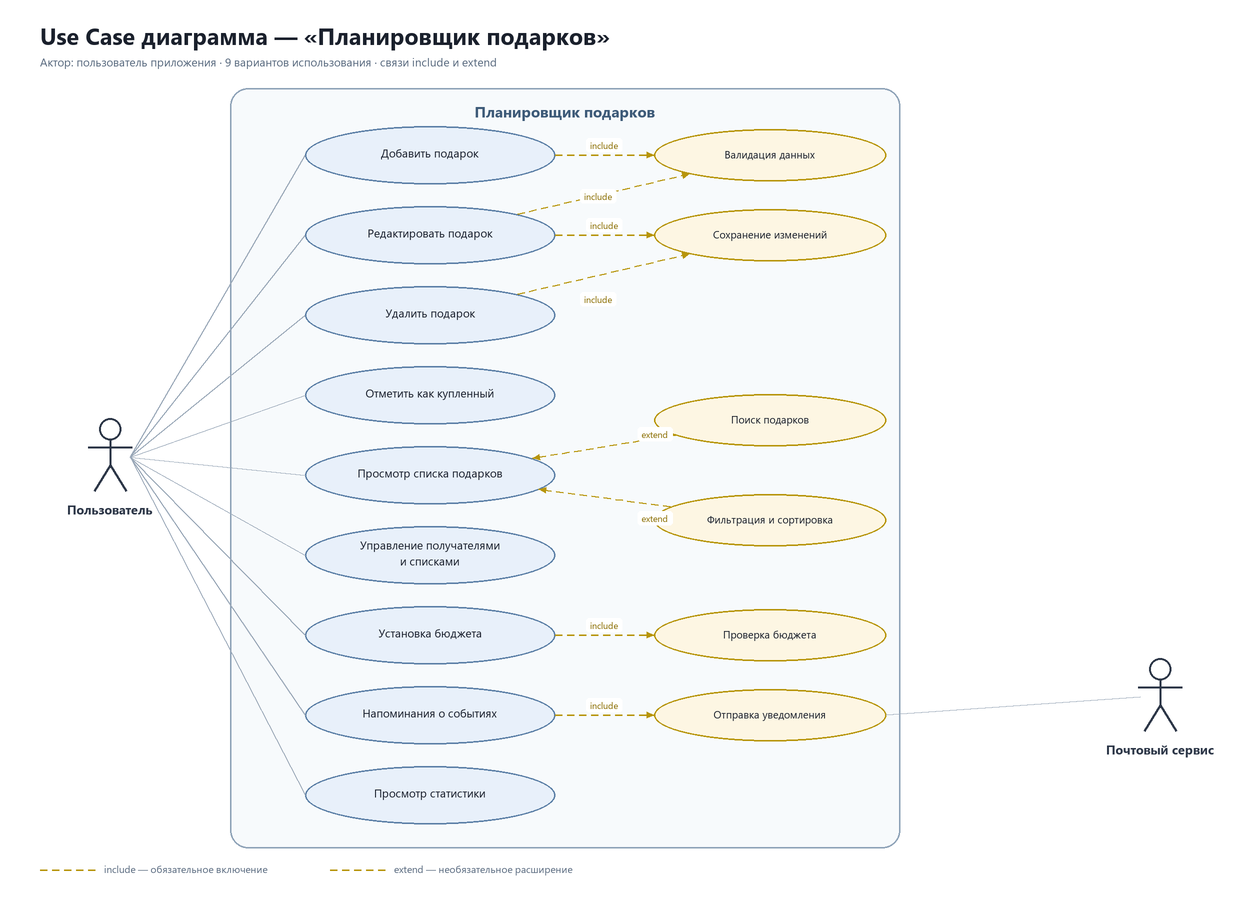 Use Case диаграмма — «Планировщик подарков»
Актор: пользователь приложения · 9 вариантов использования · связи include и extend
Планировщик подарков
Добавить подарок
include
Валидация данных
include
Редактировать подарок
include
Сохранение изменений
Удалить подарок
include
Отметить как купленный
Поиск подарков
extend
Просмотр списка подарков
Пользователь
extend
Фильтрация и сортировка
Управление получателями
и списками
Установка бюджета
include
Проверка бюджета
Напоминания о событиях
include
Отправка уведомления
Почтовый сервис
Просмотр статистики
include — обязательное включение
extend — необязательное расширение